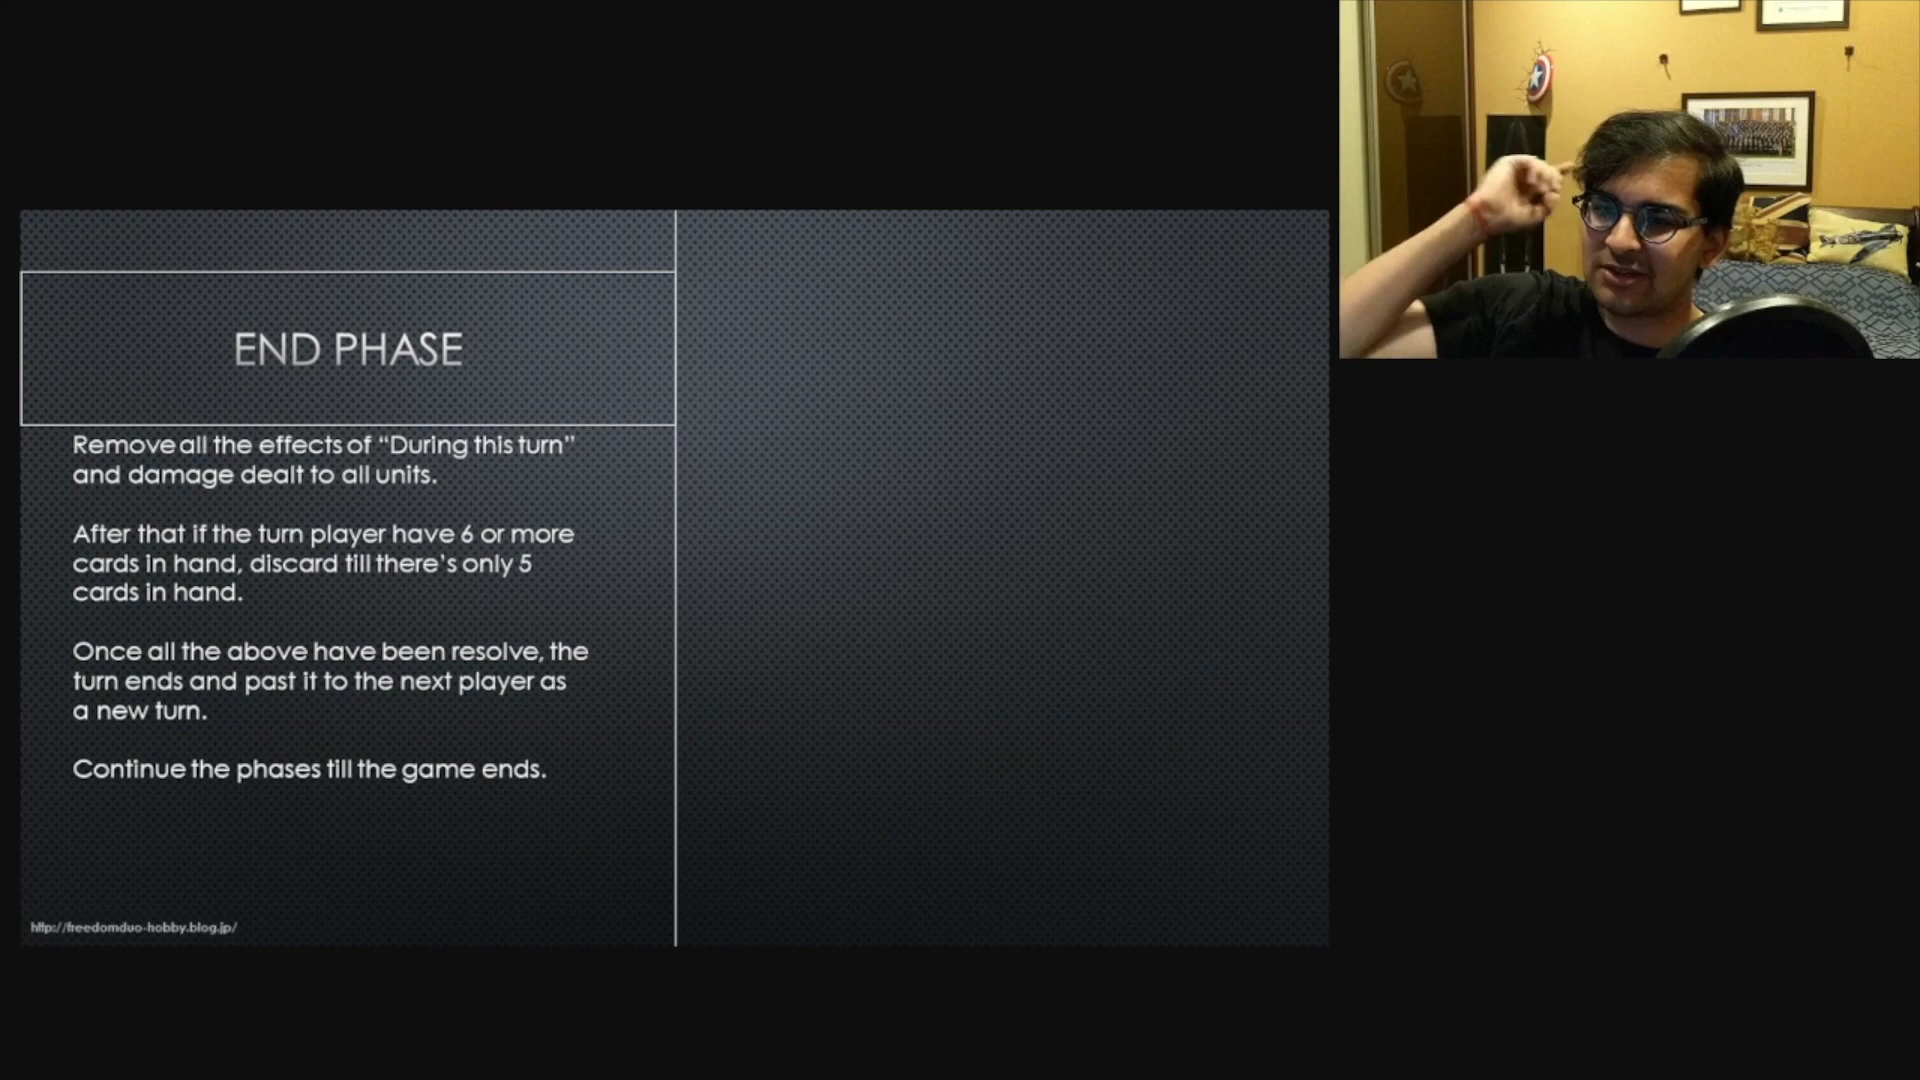 END PHASE
Remove all the effects of “During this turn”
and damage dealt to all units.
After that if the turn player have 6 or more
cards in hand, discard till there’s only 5
cards in hand.
Once all the above have been resolve, the
turn ends and past it to the next player as
a new turn.
Continue the phases till the game ends.
http://freedomduo-hobby.blog.jp/